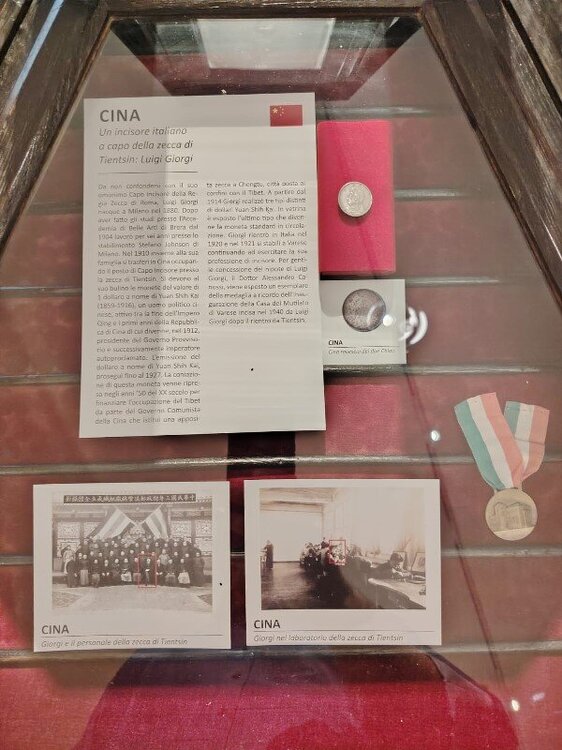 CINA
Un incisore italiano
a capo della zecca di
Tientsin: Luigi Giorgi
Da non confondersi con il suo
omonimo Capo incisore della Re-
gia Zecca di Roma, Luigi Giorgi
nacque a Milano nel 1880. Dopo
aver fatto gli studi presso l'Acca-
demia di Belle Arti di Brera dal
1904 lavorò per sei anni presso lo
stabilimento Stefano Johnson di
Milano. Nel 1910 insieme alla sua
famiglia si trasferì in Cina occupan-
do il posto di Capo Incisore presso
la zecca di Tientsin. Si devono al
suo bulino le monete del valore di
1 dollaro a nome di Yuan Shih Kai
(1859-1916), un uomo politico ci-
nese, attivo tra la fine dell'Impero
Qing e i primi anni della Repubbli-
ca di Cina di cui divenne, nel 1912,
presidente del Governo Provviso-
rio e successivamente imperatore
autoproclamato. L'emissione del
dollaro a nome di Yuan Shih Kai,
proseguì fino al 1927. La coniazio-
ne di questa moneta venne ripre-
sa negli anni '50 del XX secolo per
finanziare l'occupazione del Tibet
da parte del Governo Comunista
della Cina che istituì una apposi-
ta zecca a Chengtu, città posta ai
confini con il Tibet. A partire dal
1914 Giorgi realizzò tre tipi distin-
ti di dollari Yuan Shih Kai. In vetrina
è esposto l'ultimo tipo che diven-
ne la moneta standard in circola-
zione. Giorgi rientrò in Italia nel
1920 e nel 1921 si stabilì a Varese
continuando ad esercitare la sua
professione di incisore. Per genti-
le concessione del nipote di Luigi
Giorgi, il Dottor Alessandro Ca-
nessi, viene esposto un esemplare
della medaglia a ricordo dell'inau-
gurazione della Casa del Mutilato
di Varese incisa nel 1940 da Luigi
Giorgi dopo il rientro da Tientsin.
CINA
CINA
Giorgi e il personale della zecca di Tientsin
CINA
Giorgi nel laboratorio della zecca di Tientsin